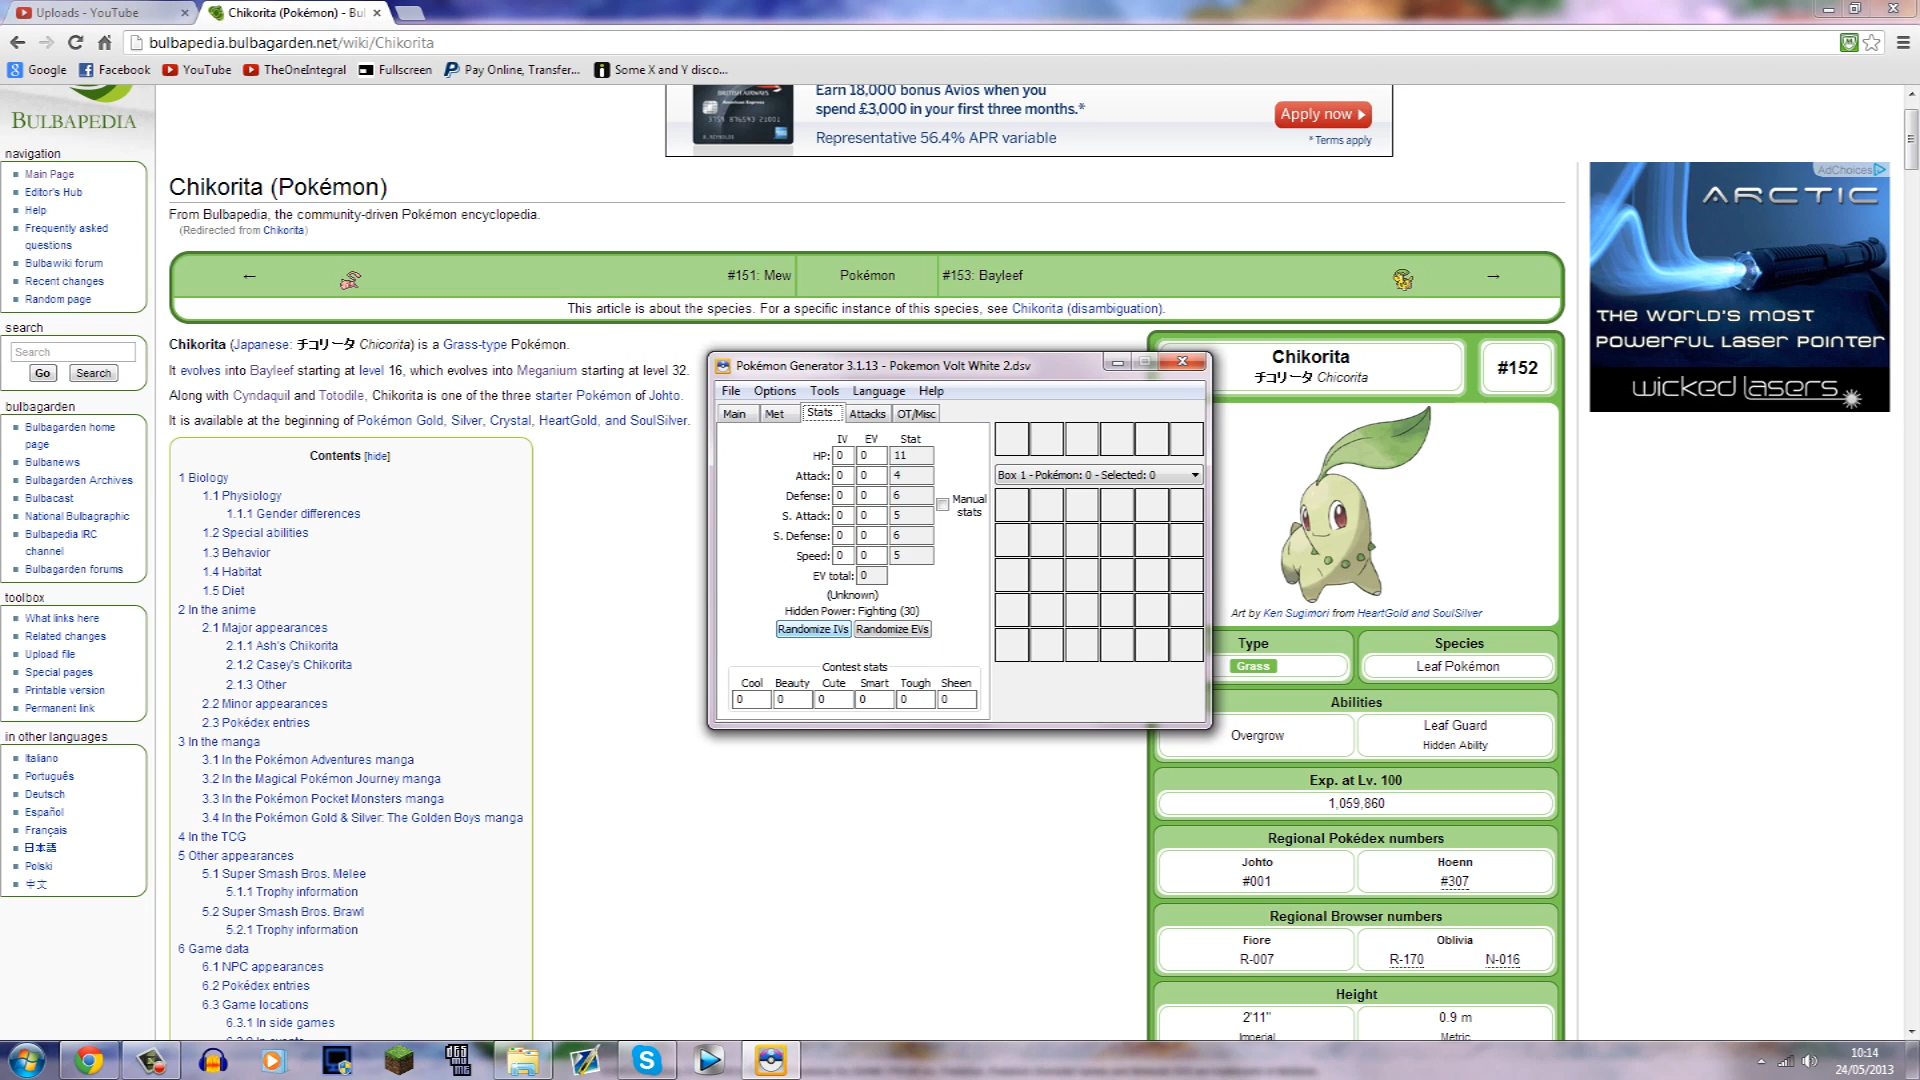 Uploads - YouTube
Chikorita (Pokémon) - Bul
bulbapedia.bulbagarden.net/wiki/Chikorita
Google
Facebook
YouTube
TheOneIntegral
Fullscreen
Pay Online, Transfer...
Some X and Y disco...
BULBAPEDIA
navigation
Main Page
Editor's Hub
Help
Frequently asked
questions
Bulbawiki forum
Recent changes
Random page
search
Search
Go
Search
bulbagarden
Bulbagarden home
page
Bulbanews
Bulbagarden Archives
Bulbacast
National Bulbagraphic
Bulbapedia IRC
channel
Bulbagarden forums
toolbox
What links here
Related changes
Upload file
Special pages
Printable version
Permanent link
in other languages
Italiano
Português
Deutsch
Español
Français
日本語
Polski
中文
Earn 18,000 bonus Avios when you
spend £3,000 in your first three months.*
Representative 56.4% APR variable
Apply now
*Terms apply
Chikorita (Pokémon)
From Bulbapedia, the community-driven Pokémon encyclopedia.
(Redirected from Chikorita)
← #151: Mew Pokémon #153: Bayleef →
This article is about the species. For a specific instance of this species, see Chikorita (disambiguation).
Chikorita (Japanese: チコリータ Chicorita) is a Grass-type Pokémon.
It evolves into Bayleef starting at level 16, which evolves into Meganium starting at level 32.
Along with Cyndaquil and Totodile, Chikorita is one of the three starter Pokémon of Johto.
It is available at the beginning of Pokémon Gold, Silver, Crystal, HeartGold, and SoulSilver.
Contents [hide]
1 Biology
1.1 Physiology
1.1.1 Gender differences
1.2 Special abilities
1.3 Behavior
1.4 Habitat
1.5 Diet
2 In the anime
2.1 Major appearances
2.1.1 Ash's Chikorita
2.1.2 Casey's Chikorita
2.1.3 Other
2.2 Minor appearances
2.3 Pokédex entries
3 In the manga
3.1 In the Pokémon Adventures manga
3.2 In the Magical Pokémon Journey manga
3.3 In the Pokémon Pocket Monsters manga
3.4 In the Pokémon Gold & Silver: The Golden Boys manga
4 In the TCG
5 Other appearances
5.1 Super Smash Bros. Melee
5.1.1 Trophy information
5.2 Super Smash Bros. Brawl
5.2.1 Trophy information
6 Game data
6.1 NPC appearances
6.2 Pokédex entries
6.3 Game locations
6.3.1 In side games
Pokémon Generator 3.1.13 - Pokemon Volt White 2.dsv
File Options Tools Language Help
Main Met Stats Attacks OT/Misc
IV EV Stat
HP: 0 0 11
Attack: 0 0 4
Defense: 0 0 6
S. Attack: 0 0 5
S. Defense: 0 0 6
Speed: 0 0 5
Manual
stats
EV total: 0
(Unknown)
Hidden Power: Fighting (30)
Randomize IVs Randomize EVs
Contest stats
Cool Beauty Cute Smart Tough Sheen
0 0 0 0 0 0
Box 1 - Pokémon: 0 - Selected: 0
Chikorita
チコリータ Chikorita
#152
Art by Ken Sugimori from HeartGold and SoulSilver
Type
Grass
Species
Leaf Pokémon
Abilities
Overgrow
Leaf Guard
Hidden Ability
Exp. at Lv. 100
1,059,860
Regional Pokédex numbers
Johto
#001
Hoenn
#307
Regional Browser numbers
Fiore
R-007
Oblivia
R-170 N-016
Height
2'11"
Imperial
0.9 m
Metric
AdChoices
ARCTIC
THE WORLD'S MOST
POWERFUL LASER POINTER
WICKED LASERS
10:14
24/05/2013